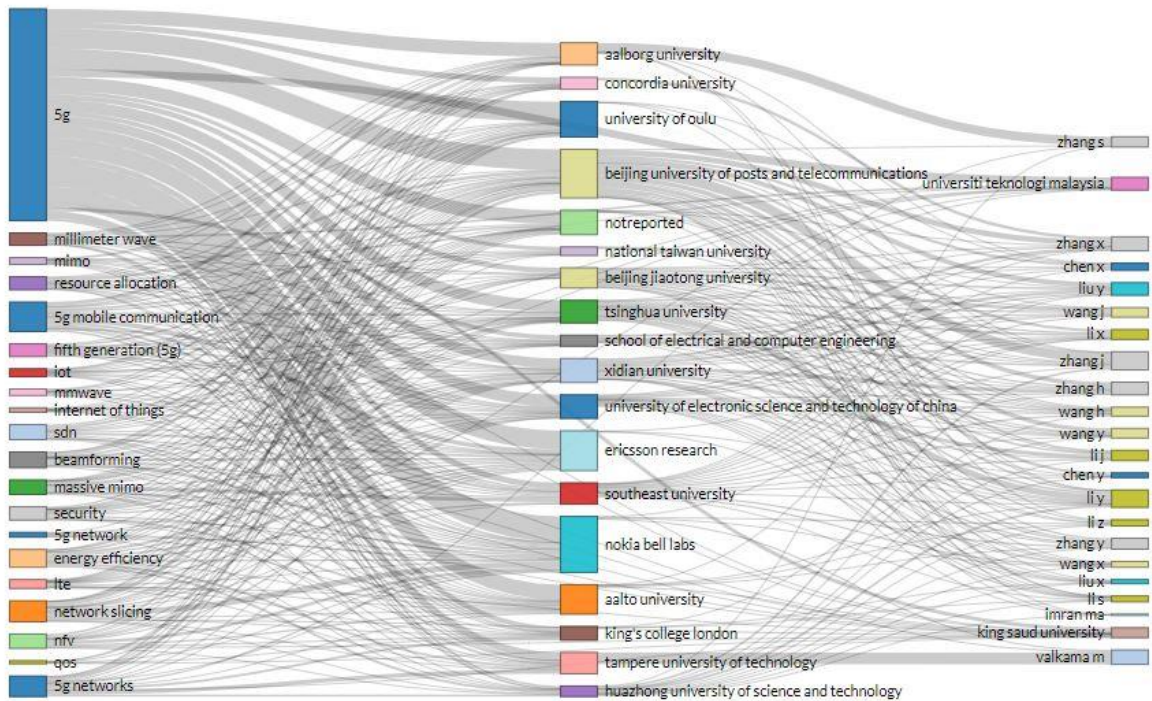 5g
millimeter wave
mimo
resource allocation
5g mobile communication
fifth generation (5g)
iot
mmwave
internet of things
sdn
beamforming
massive mimo
security
5g network
energy efficiency
lte
network slicing
nfv
qos
5g networks
aalborg university
concordia university
university of oulu
beijing university of posts and telecommunications
notreported
national taiwan university
beijing jiaotong university
tsinghua university
school of electrical and computer engineering
xidian university
university of electronic science and technology of china
ericsson research
southeast university
nokia bell labs
aalto university
king's college london
tampere university of technology
huazhong university of science and technology
zhang s
universiti teknologi malaysia
zhang x
chen x
liu y
wang j
li x
zhang j
zhang h
wang h
wang y
li j
chen y
li y
li z
zhang y
wang x
liu x
li s
imran ma
king saud university
valkama m